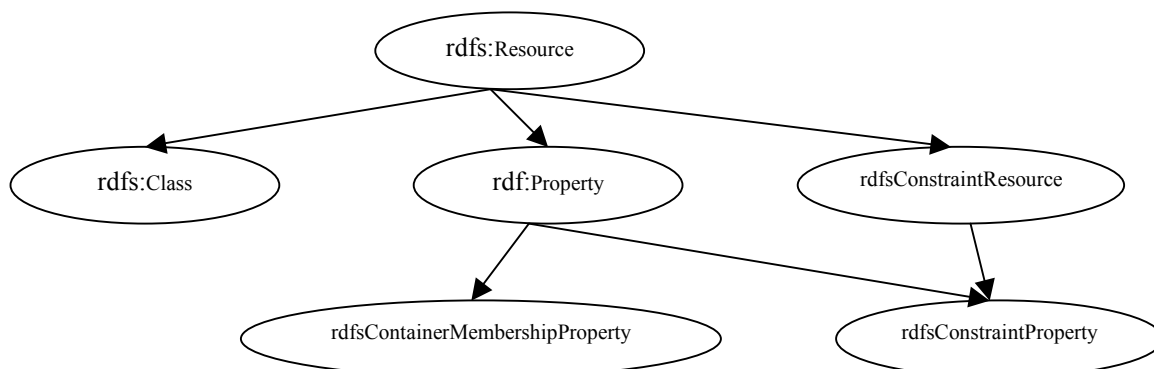 rdfs:Resource
rdfs:Class
rdf:Property
rdfsConstraintResource
rdfsContainerMembershipProperty
rdfsConstraintProperty